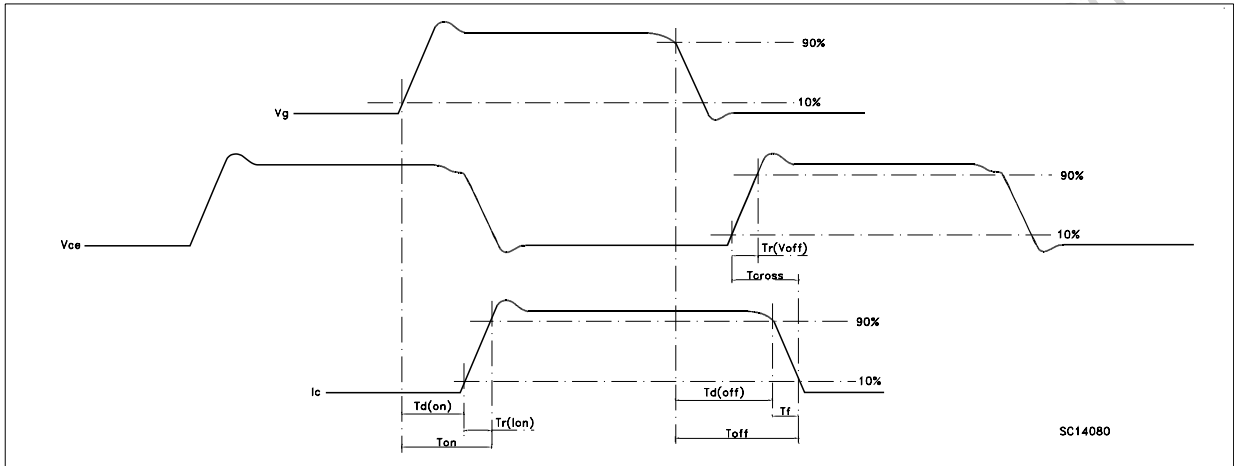 90%
10%
Vg
90%
Vce
10%
Tr(Voff)
Tcross
90%
10%
Ic
Td(on)
Td(off)
Tr(Ion)
Tf
Ton
Toff
SC14080